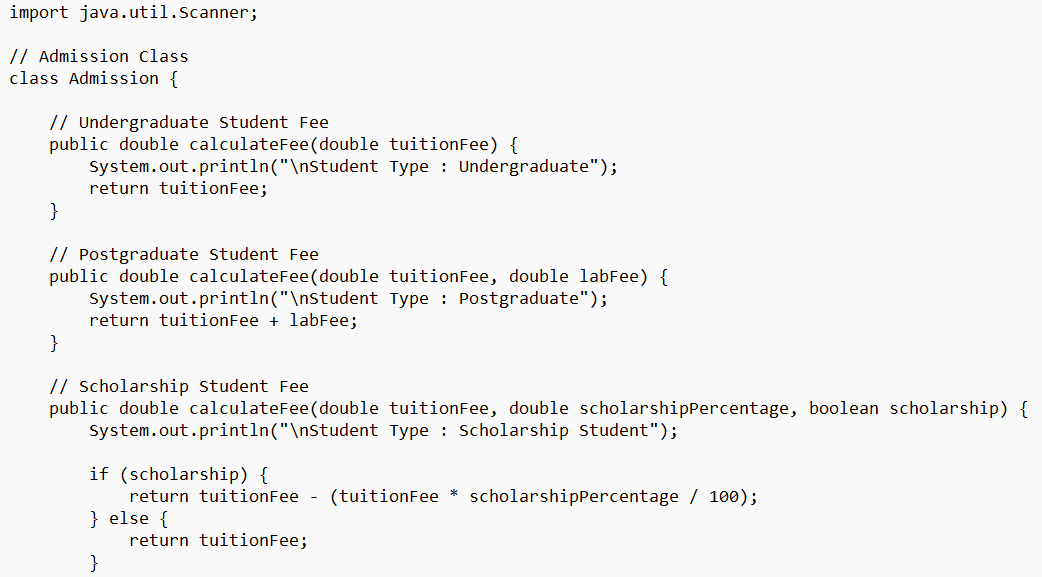 import java.util.Scanner;

// Admission Class
class Admission {

    // Undergraduate Student Fee
    public double calculateFee(double tuitionFee) {
        System.out.println("\nStudent Type : Undergraduate");
        return tuitionFee;
    }

    // Postgraduate Student Fee
    public double calculateFee(double tuitionFee, double labFee) {
        System.out.println("\nStudent Type : Postgraduate");
        return tuitionFee + labFee;
    }

    // Scholarship Student Fee
    public double calculateFee(double tuitionFee, double scholarshipPercentage, boolean scholarship) {
        System.out.println("\nStudent Type : Scholarship Student");

        if (scholarship) {
            return tuitionFee - (tuitionFee * scholarshipPercentage / 100);
        } else {
            return tuitionFee;
        }